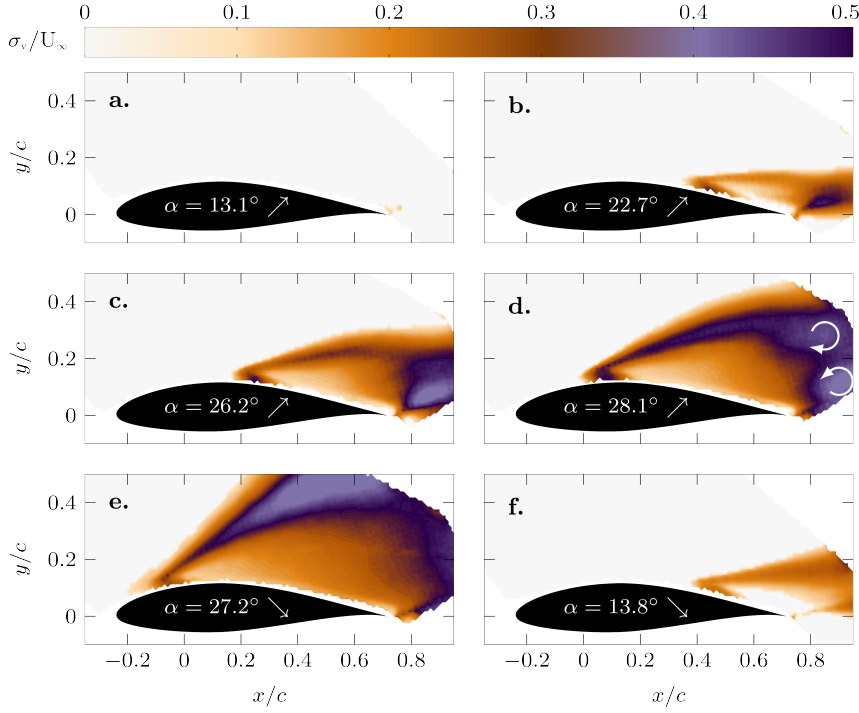 0 0.1 0.2 0.3 0.4 0.5
σᵥ/U∞
a. b.
0.4
0.2
0
y/c
α = 13.1° ↗ α = 22.7° ↗
c. d.
0.4
0.2
0
y/c
α = 26.2° ↗ α = 28.1° ↗
e. f.
0.4
0.2
0
y/c
α = 27.2° ↘ α = 13.8° ↘
−0.2 0 0.2 0.4 0.6 0.8 −0.2 0 0.2 0.4 0.6 0.8
x/c x/c